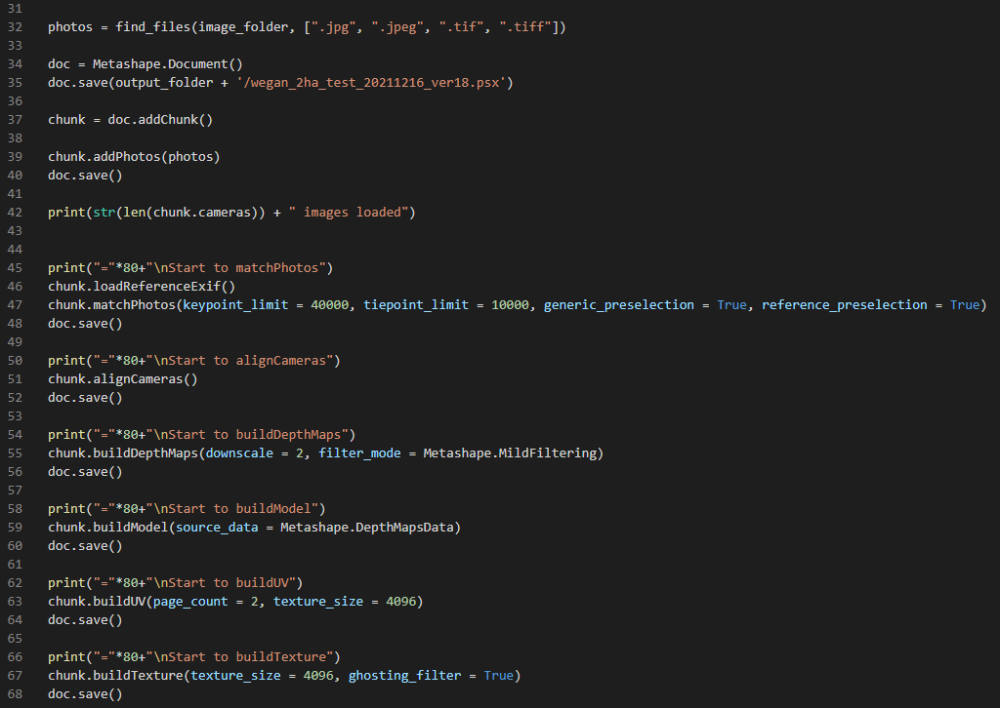 31
32 photos = find_files(image_folder, [".jpg", ".jpeg", ".tif", ".tiff"])
33
34 doc = Metashape.Document()
35 doc.save(output_folder + '/wegan_2ha_test_20211216_ver18.psx')
36
37 chunk = doc.addChunk()
38
39 chunk.addPhotos(photos)
40 doc.save()
41
42 print(str(len(chunk.cameras)) + " images loaded")
43
44
45 print("="*80+"\nStart to matchPhotos")
46 chunk.loadReferenceExif()
47 chunk.matchPhotos(keypoint_limit = 40000, tiepoint_limit = 10000, generic_preselection = True, reference_preselection = True)
48 doc.save()
49
50 print("="*80+"\nStart to alignCameras")
51 chunk.alignCameras()
52 doc.save()
53
54 print("="*80+"\nStart to buildDepthMaps")
55 chunk.buildDepthMaps(downscale = 2, filter_mode = Metashape.MildFiltering)
56 doc.save()
57
58 print("="*80+"\nStart to buildModel")
59 chunk.buildModel(source_data = Metashape.DepthMapsData)
60 doc.save()
61
62 print("="*80+"\nStart to buildUV")
63 chunk.buildUV(page_count = 2, texture_size = 4096)
64 doc.save()
65
66 print("="*80+"\nStart to buildTexture")
67 chunk.buildTexture(texture_size = 4096, ghosting_filter = True)
68 doc.save()